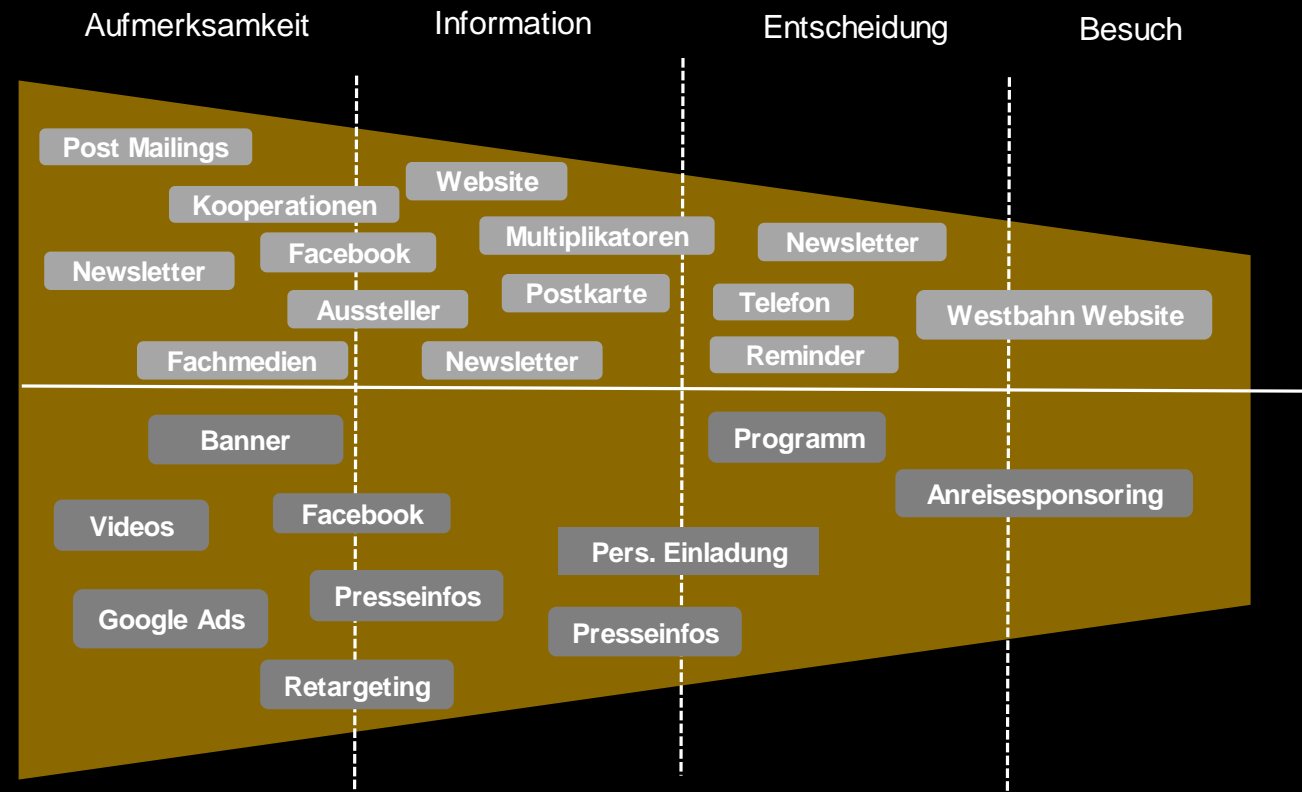 Aufmerksamkeit
Information
Entscheidung
Besuch
Post Mailings
Website
Kooperationen
Multiplikatoren
Newsletter
Facebook
Newsletter
Postkarte
Telefon
Aussteller
Westbahn Website
Fachmedien
Newsletter
Reminder
Banner
Programm
Anreisesponsoring
Facebook
Videos
Pers. Einladung
Presseinfos
Google Ads
Presseinfos
Retargeting